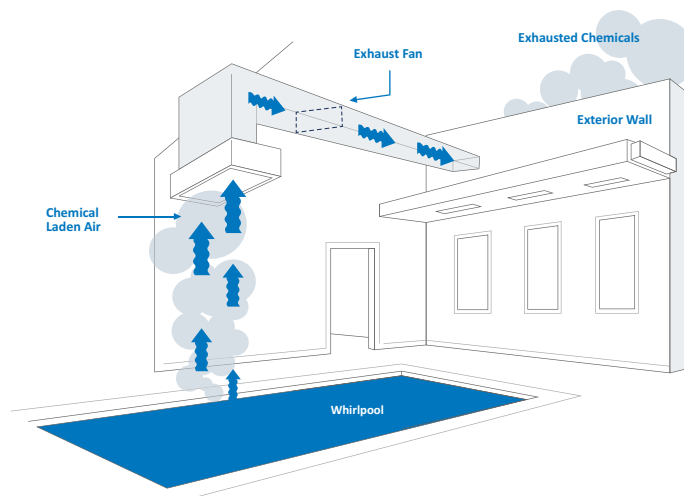 Exhausted Chemicals
Exhaust Fan
Exterior Wall
Chemical
Laden Air
Whirlpool